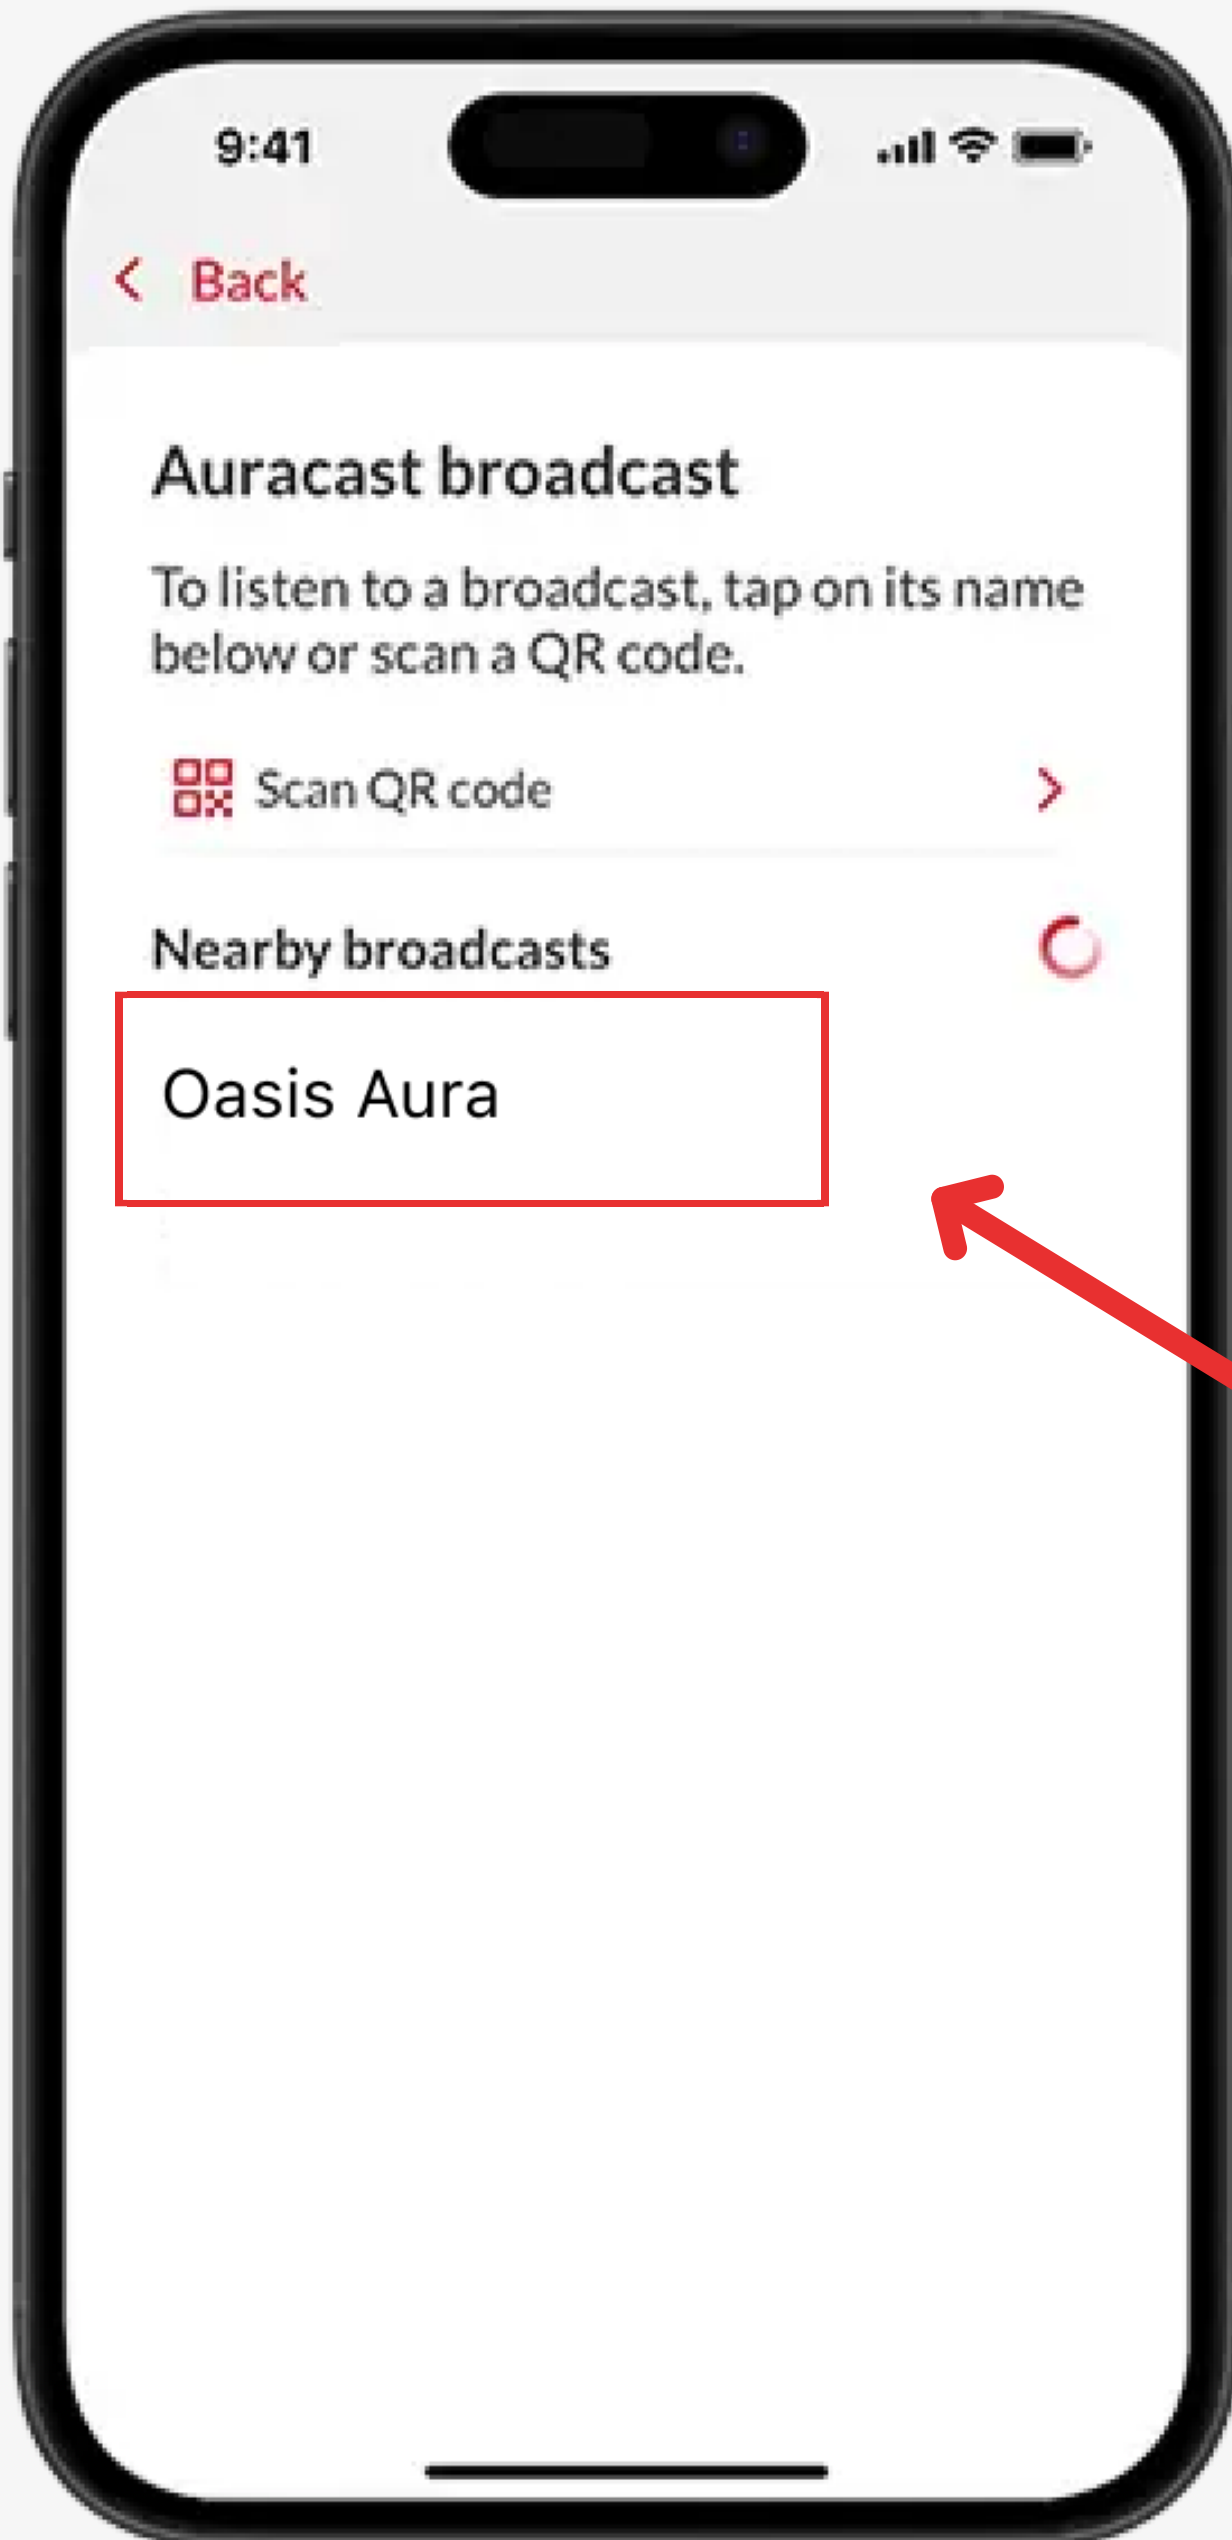 9:41
Back
Auracast broadcast
To listen to a broadcast, tap on its name
below or scan a QR code.
Scan QR code
Nearby broadcasts
Oasis Aura